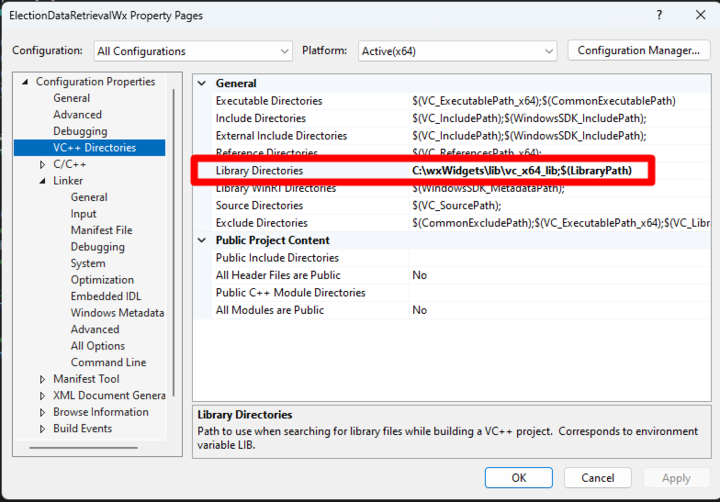 ElectionDataRetrievalWx Property Pages
Configuration: All Configurations Platform: Active(x64) Configuration Manager...
Configuration Properties
General
Advanced
Debugging
VC++ Directories
C/C++
Linker
General
Input
Manifest File
Debugging
System
Optimization
Embedded IDL
Windows Metadata
Advanced
All Options
Command Line
Manifest Tool
XML Document Genera
Browse Information
Build Events
General
Executable Directories $(VC_ExecutablePath_x64);$(CommonExecutablePath)
Include Directories $(VC_IncludePath);$(WindowsSDK_IncludePath);
External Include Directories $(VC_IncludePath);$(WindowsSDK_IncludePath);
Reference Directories $(VC_ReferencesPath_x64);
Library Directories C:\wxWidgets\lib\vc_x64_lib;$(LibraryPath)
Library WinRT Directories $(WindowsSDK_MetadataPath);
Source Directories $(VC_SourcePath);
Exclude Directories $(CommonExcludePath);$(VC_ExecutablePath_x64);$(VC_Libr
Public Project Content
Public Include Directories
All Header Files are Public No
Public C++ Module Directories
All Modules are Public No
Library Directories
Path to use when searching for library files while building a VC++ project. Corresponds to environment
variable LIB.
OK Cancel Apply